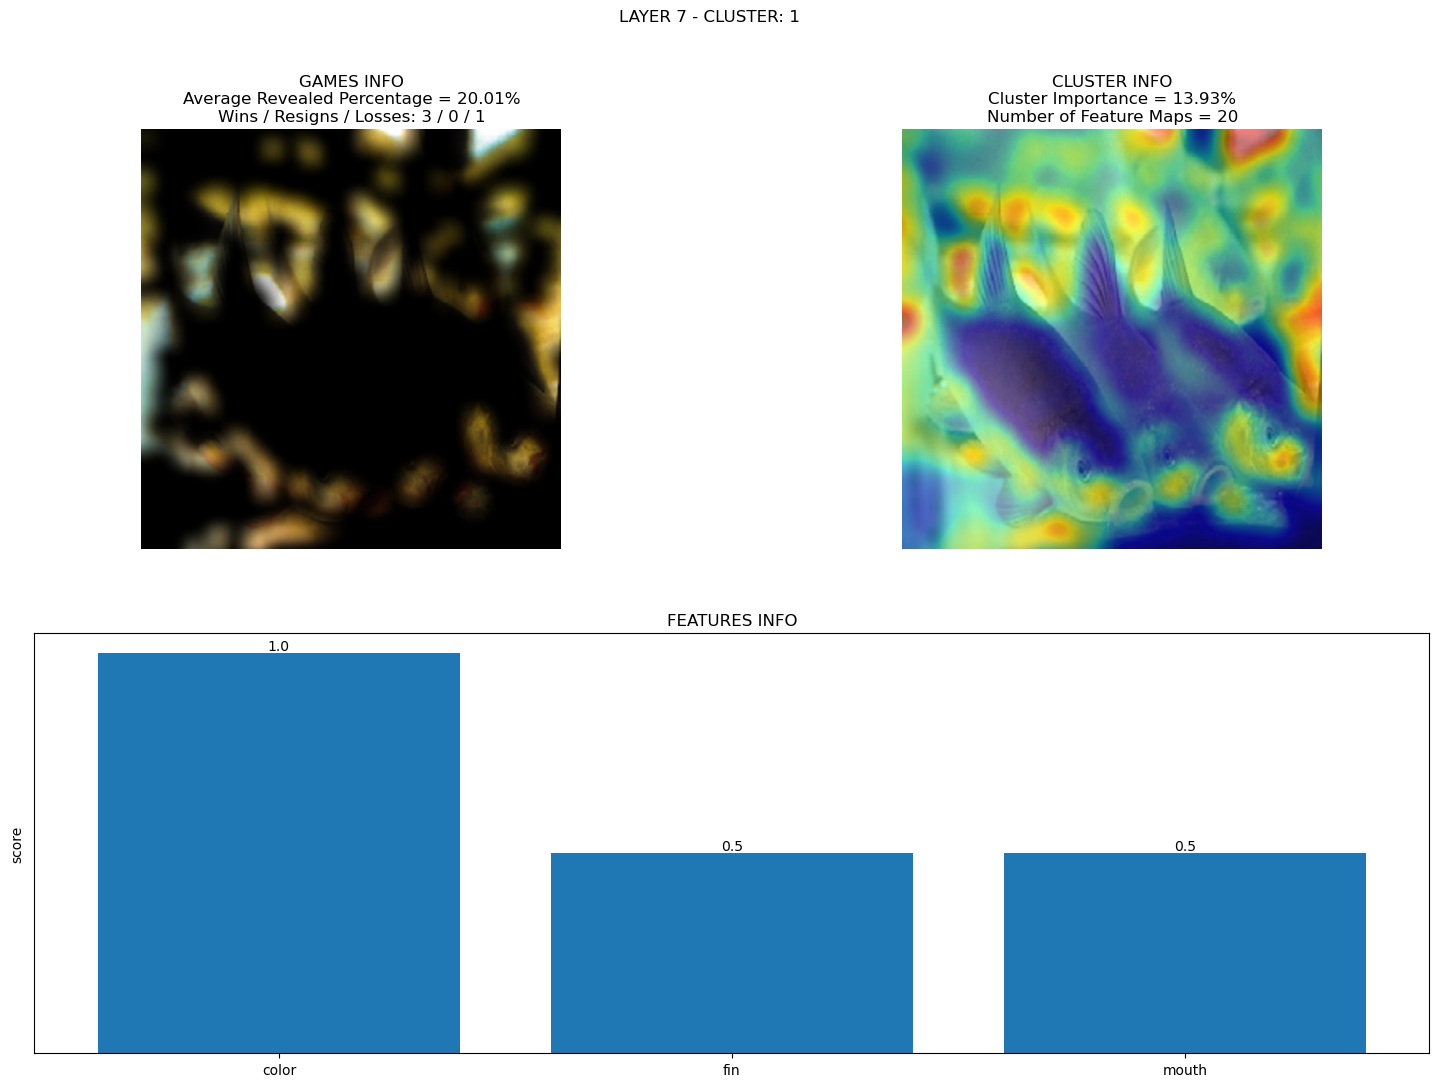 LAYER 7 - CLUSTER: 1
GAMES INFO
Average Revealed Percentage = 20.01%
Wins / Resigns / Losses: 3 / 0 / 1
CLUSTER INFO
Cluster Importance = 13.93%
Number of Feature Maps = 20
FEATURES INFO
1.0
0.5
0.5
score
color
fin
mouth